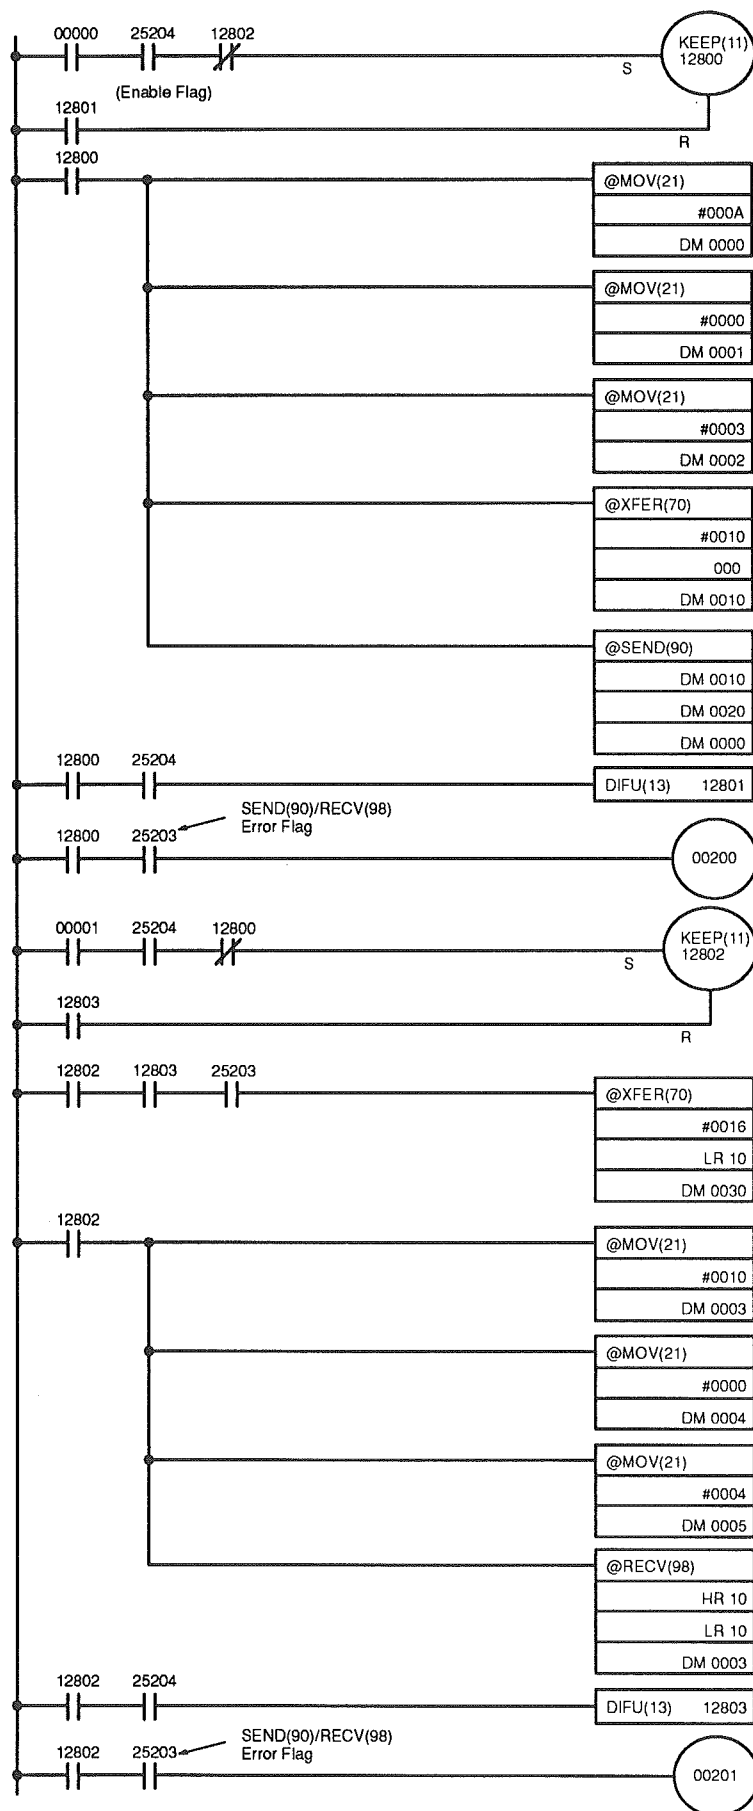 00000 25204 12802
KEEP(11)
12800
S
(Enable Flag)
12801
R
12800
@MOV(21)
#000A
DM 0000
@MOV(21)
#0000
DM 0001
@MOV(21)
#0003
DM 0002
@XFER(70)
#0010
000
DM 0010
@SEND(90)
DM 0010
DM 0020
DM 0000
12800 25204
DIFU(13) 12801
SEND(90)/RECV(98)
Error Flag
12800 25203
00200
00001 25204 12800
KEEP(11)
12802
S
12803
R
12802 12803 25203
@XFER(70)
#0016
LR 10
DM 0030
12802
@MOV(21)
#0010
DM 0003
@MOV(21)
#0000
DM 0004
@MOV(21)
#0004
DM 0005
@RECV(98)
HR 10
LR 10
DM 0003
12802 25204
DIFU(13) 12803
SEND(90)/RECV(98)
Error Flag
12802 25203
00201